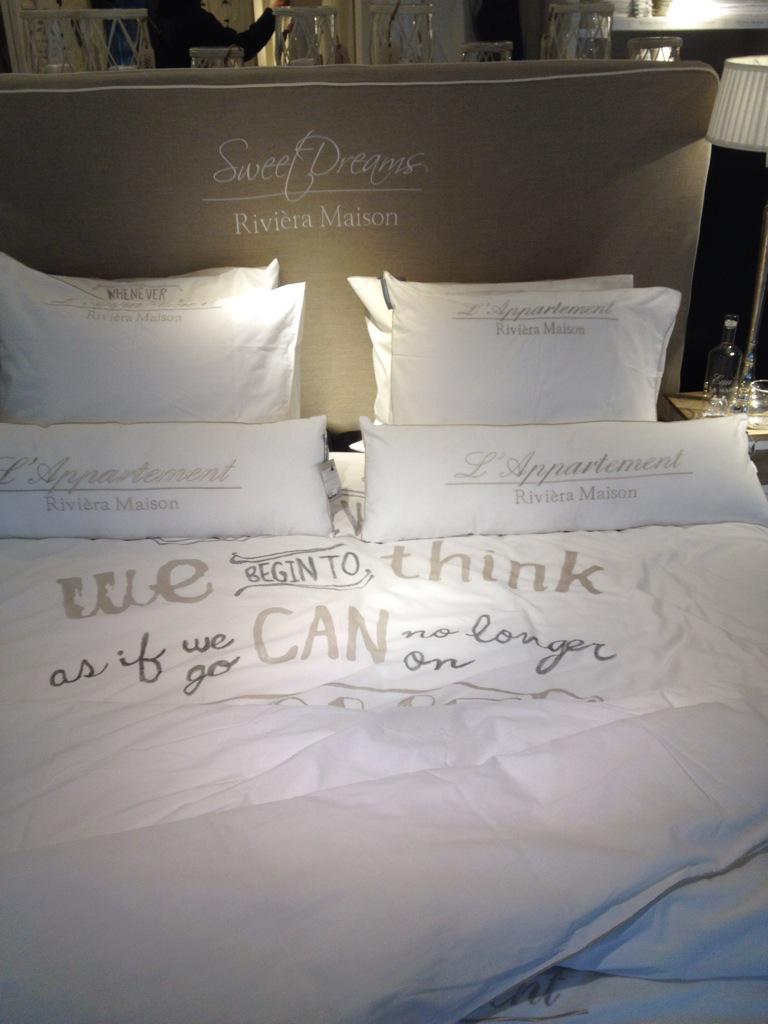 Sweet Dreams
Rivièra Maison
WHENEVER
Rivièra Maison
L'Appartement
Rivièra Maison
L'Appartement
Rivièra Maison
L'Appartement
Rivièra Maison
we BEGIN TO think
as if we go CAN no longer on